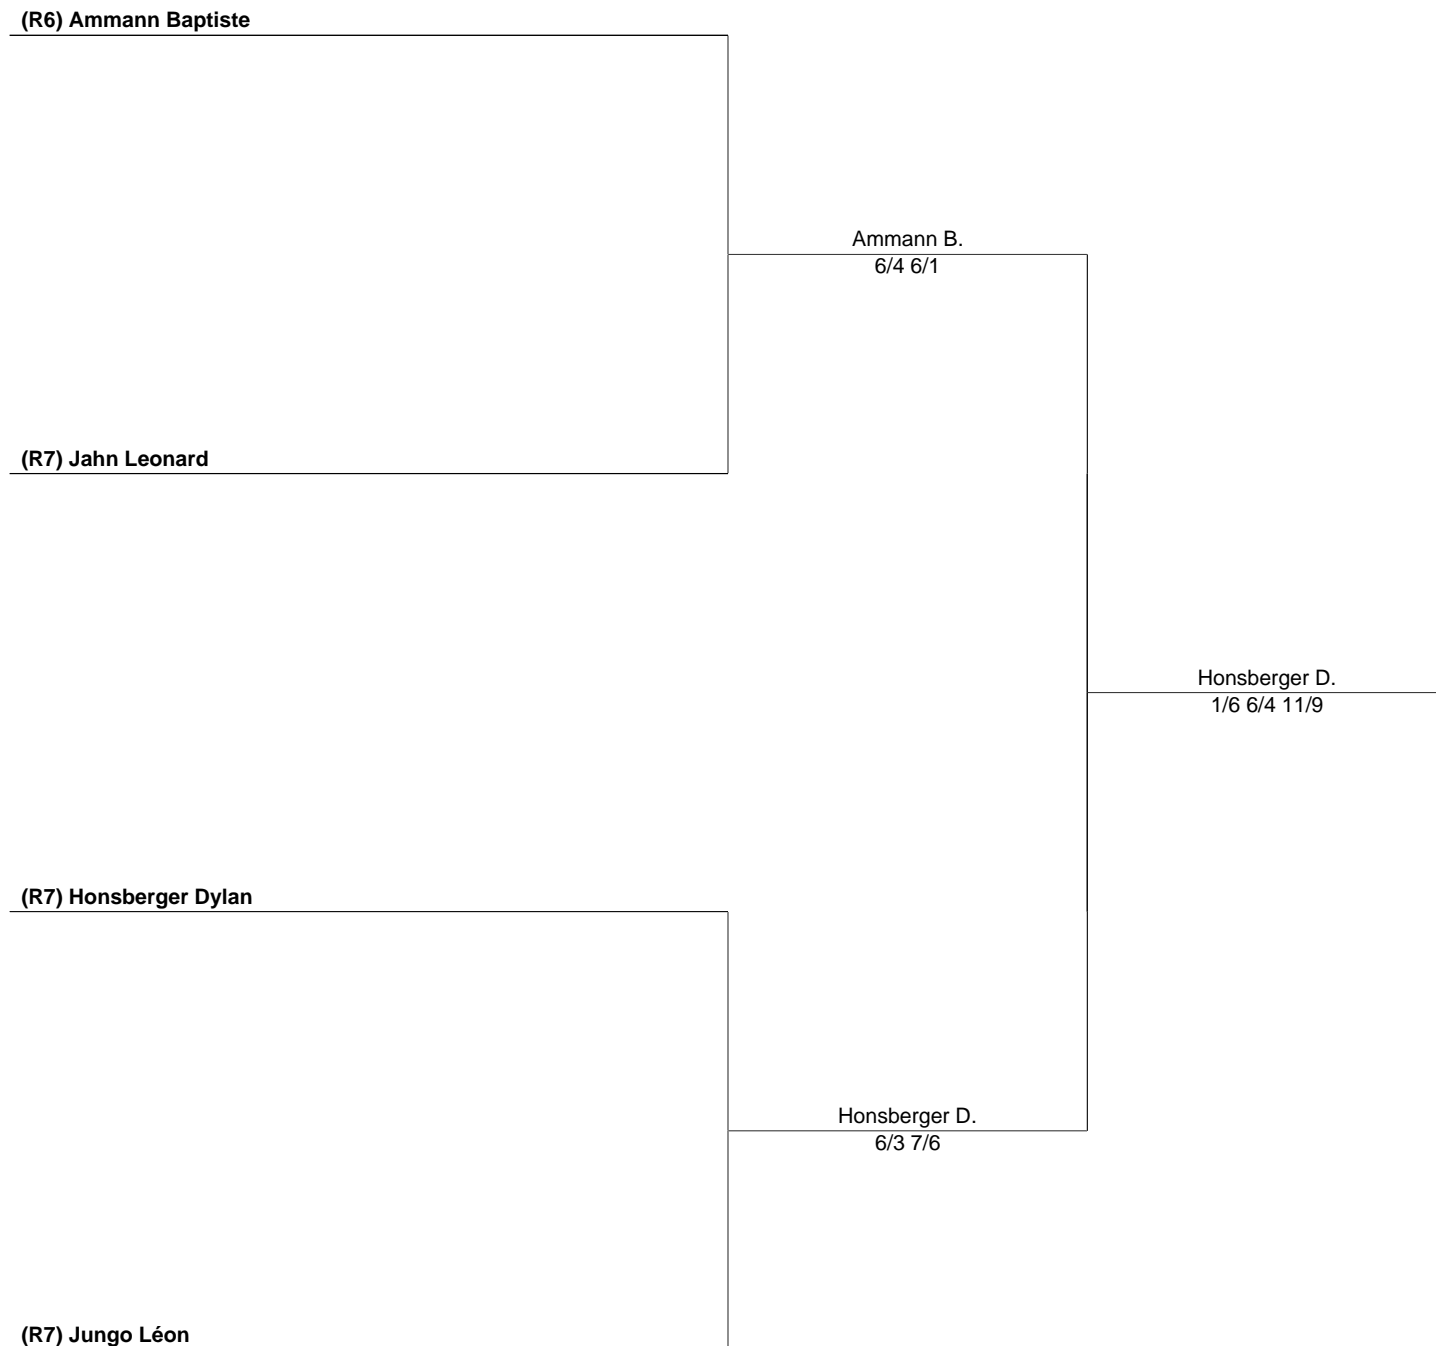 (R6) Ammann Baptiste
Ammann B.
6/4 6/1
(R7) Jahn Leonard
Honsberger D.
1/6 6/4 11/9
(R7) Honsberger Dylan
Honsberger D.
6/3 7/6
(R7) Jungo Léon